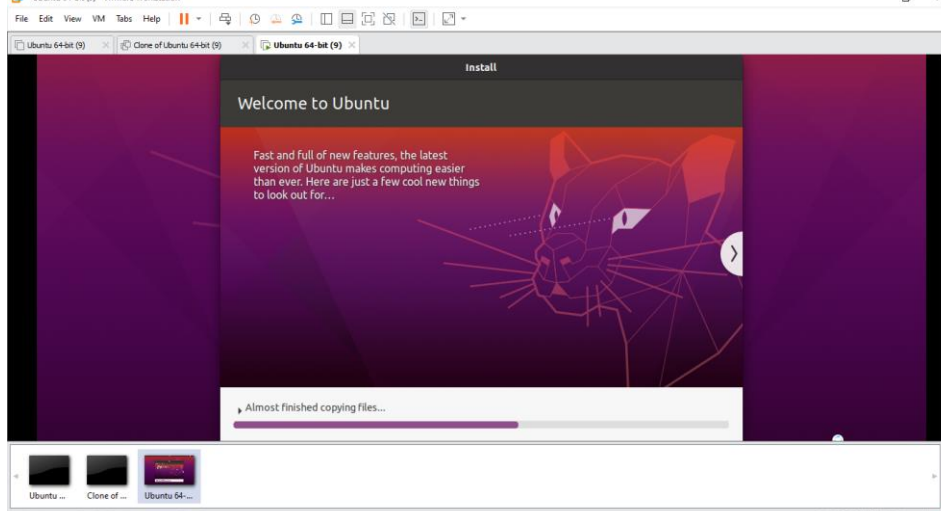 File Edit View VM Tabs Help
Ubuntu 64-bit (9) Clone of Ubuntu 64-bit (9) Ubuntu 64-bit (9)
Install
Welcome to Ubuntu
Fast and full of new features, the latest
version of Ubuntu makes computing easier
than ever. Here are just a few cool new things
to look out for...
Almost finished copying files...
Ubuntu ... Clone of ... Ubuntu 64-...